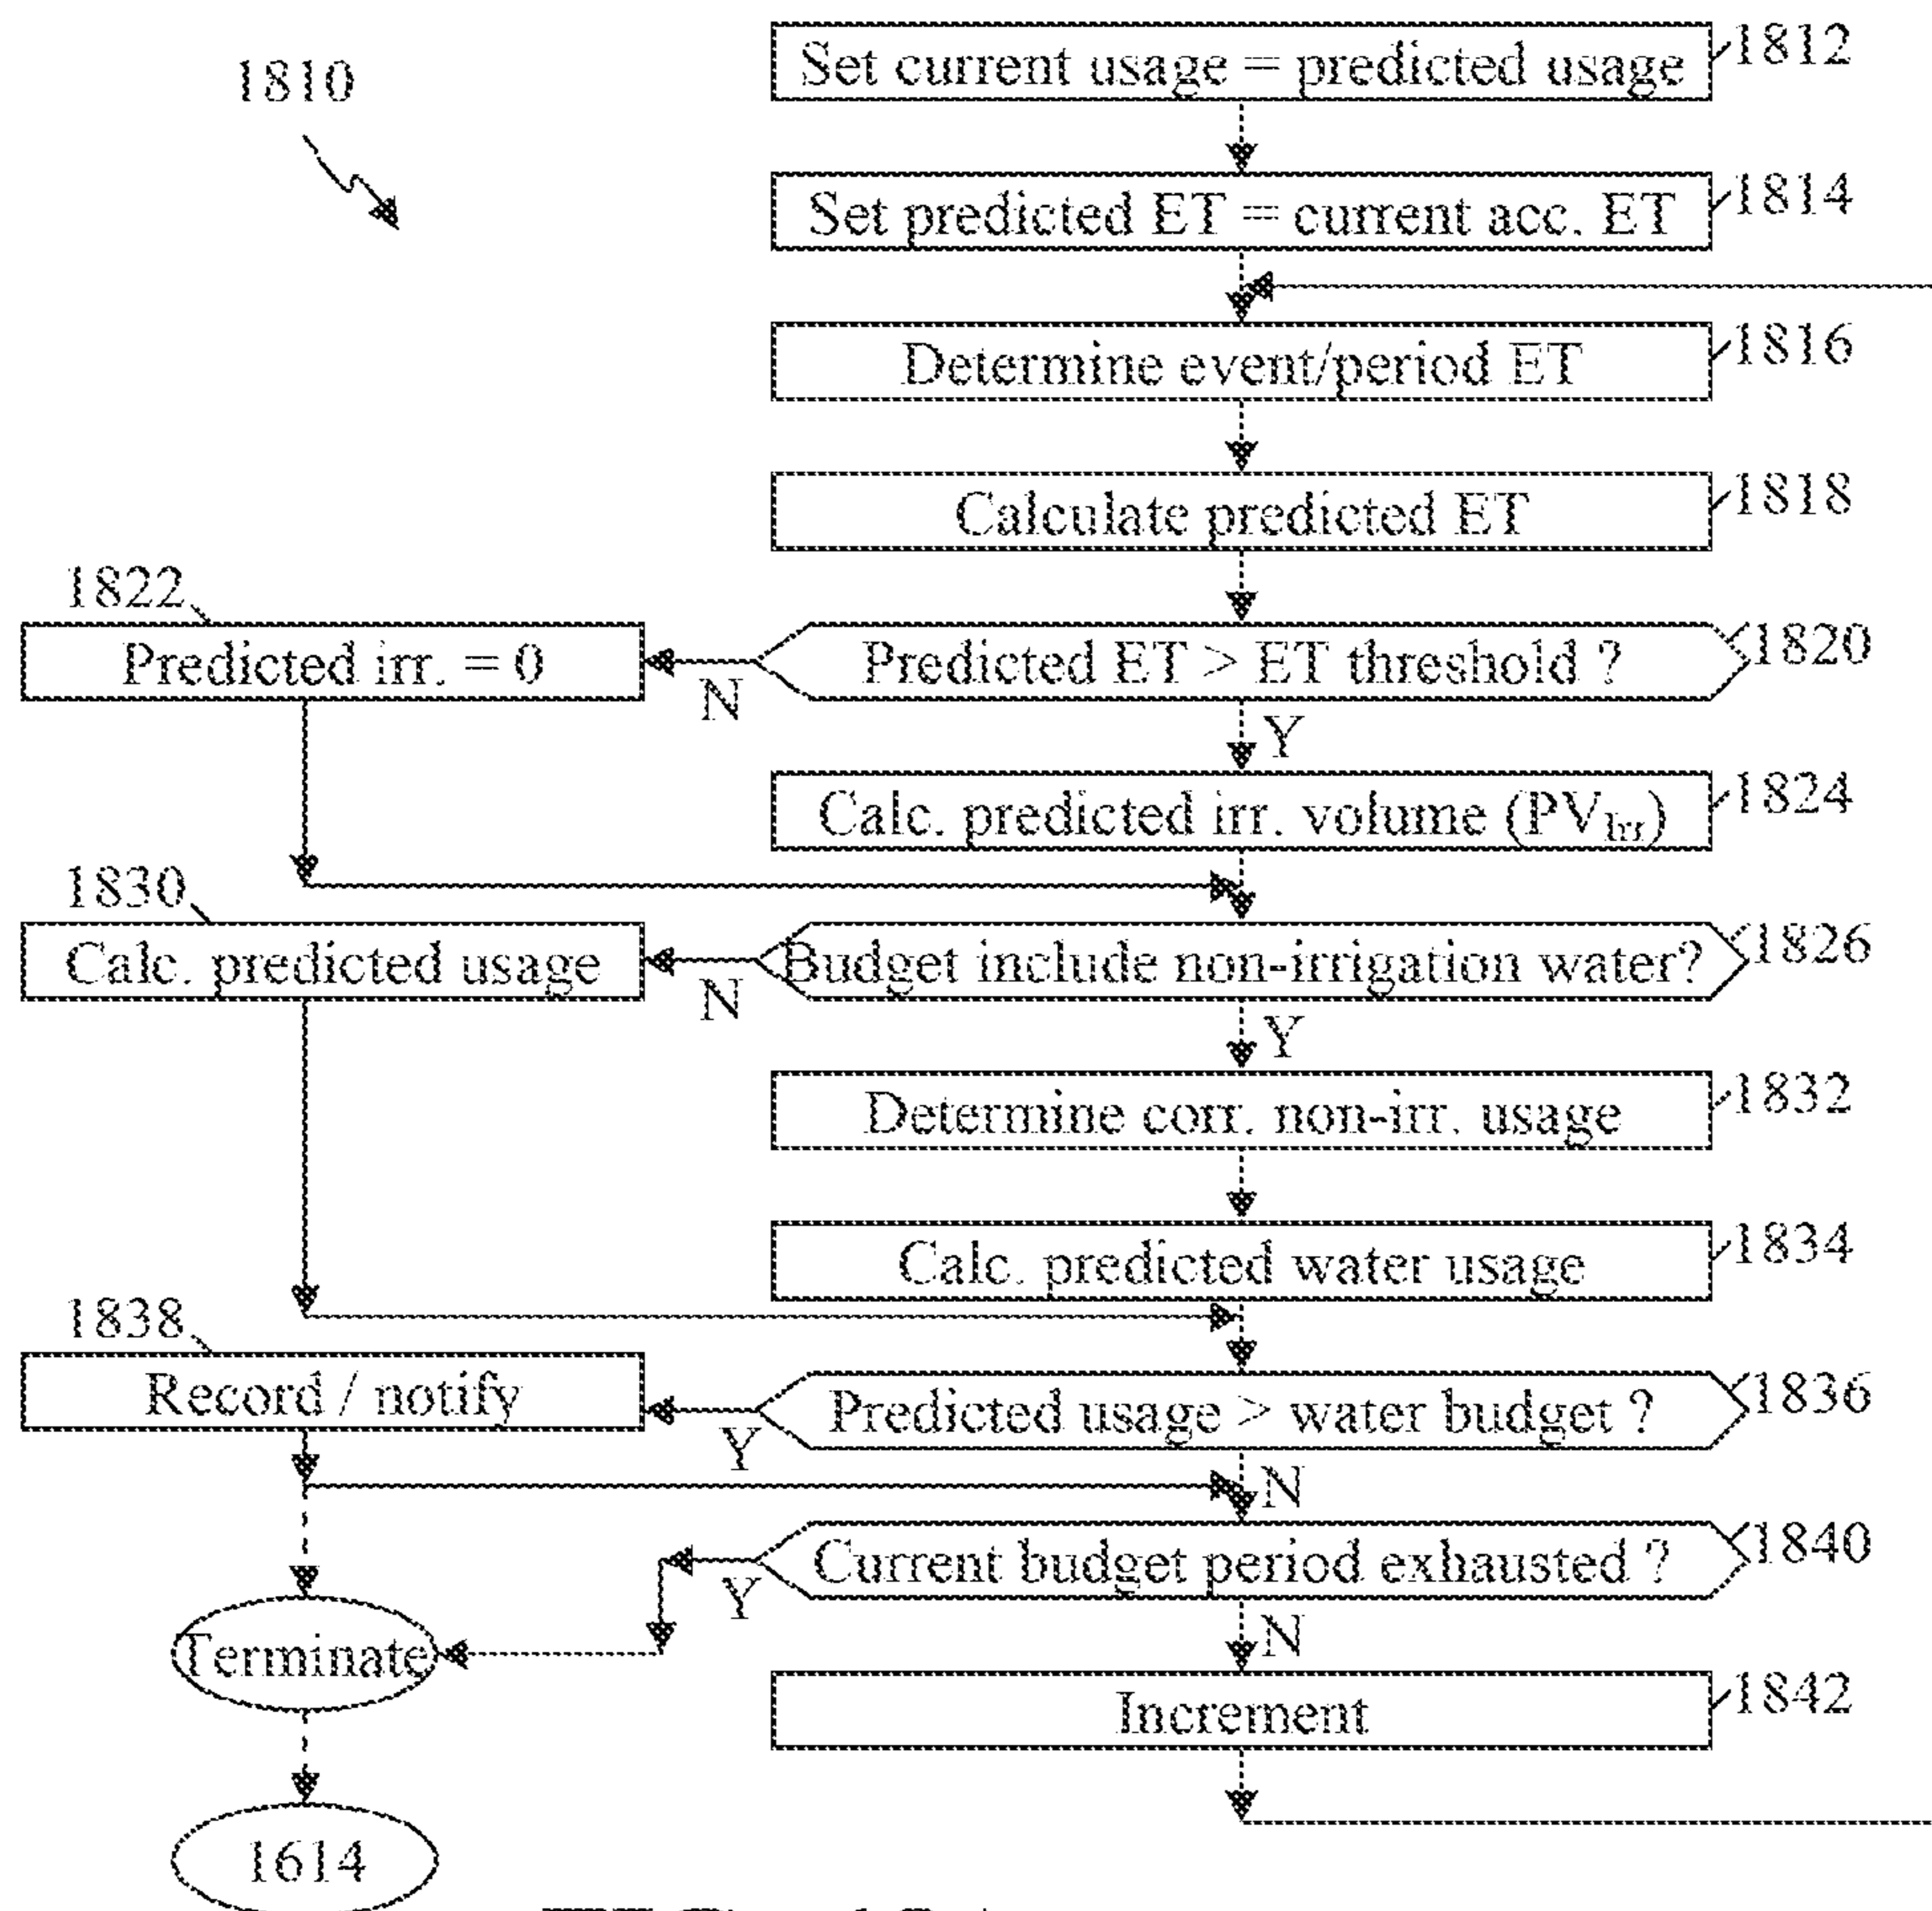 1810
Set current usage = predicted usage
1812
Set predicted ET = current acc. ET
1814
Determine event/period ET
1816
Calculate predicted ET
1818
1822
Predicted irr. = 0
N
Predicted ET > ET threshold ?
1820
Y
Calc. predicted irr. volume (PVIrr)
1824
1830
Calc. predicted usage
N
Budget include non-irrigation water?
1826
Y
Determine corr. non-irr. usage
1832
Calc. predicted water usage
1834
1838
Record / notify
Y
Predicted usage > water budget ?
1836
N
Current budget period exhausted ?
1840
Y
N
Terminate
Increment
1842
1614